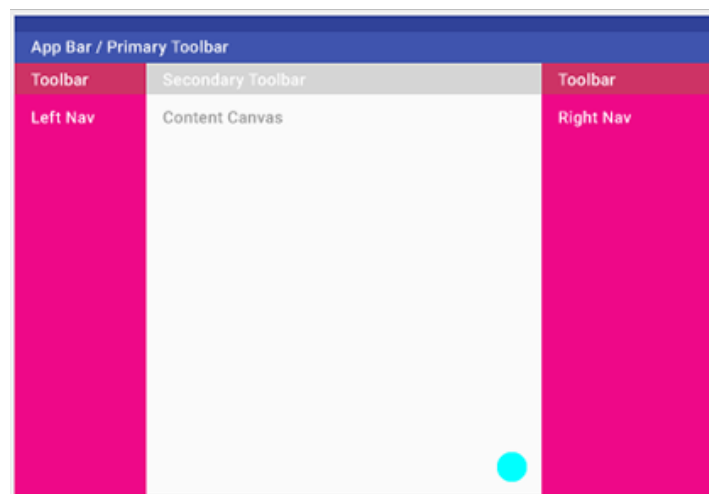 App Bar / Primary Toolbar
Toolbar
Secondary Toolbar
Toolbar
Left Nav
Content Canvas
Right Nav